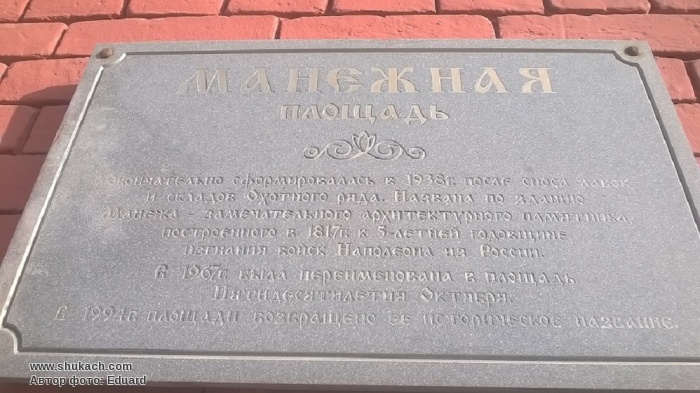 МАНЕЖНАЯ
ПЛОЩАДЬ
Окончательно сформировалась в 1938г. после сноса лавок
и складов Охотного ряда. Названа по зданию
Манежа - замечательного архитектурного памятника,
построенного в 1817г. к 5-летней годовщине
изгнания войск Наполеона из России.
В 1967г. была переименована в площадь
Пятидесятилетия Октября.
В 1994г. площади возвращено ее историческое название.
www.shukach.com
Автор фото: Eduard